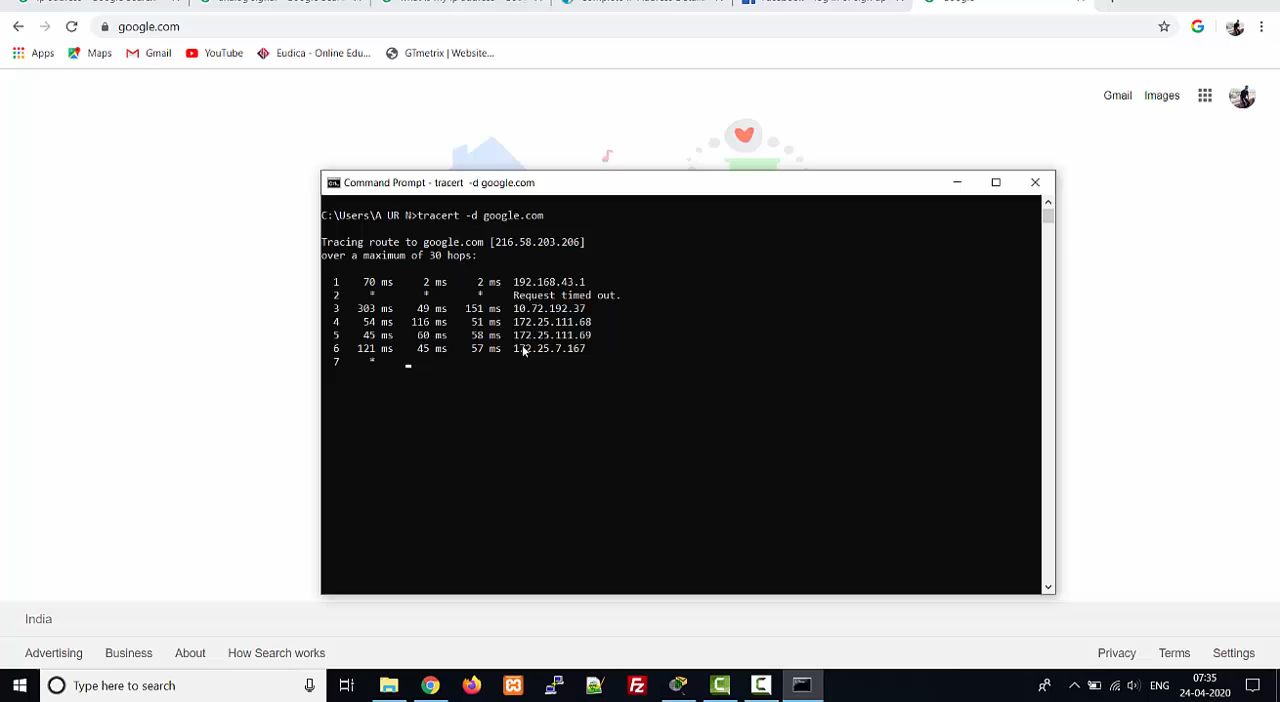 google.com
Apps Maps Gmail YouTube Eudica - Online Edu... GTmetrix | Website...
Gmail Images
Command Prompt - tracert -d google.com
C:\Users\A UR N>tracert -d google.com
Tracing route to google.com [216.58.203.206]
over a maximum of 30 hops:
1 70 ms 2 ms 2 ms 192.168.43.1
2 * * * Request timed out.
3 303 ms 49 ms 151 ms 10.72.192.37
4 54 ms 116 ms 51 ms 172.25.111.68
5 45 ms 60 ms 58 ms 172.25.111.69
6 121 ms 45 ms 57 ms 172.25.7.167
7 *
India
Advertising Business About How Search works Privacy Terms Settings
Type here to search ENG 07:35
24-04-2020